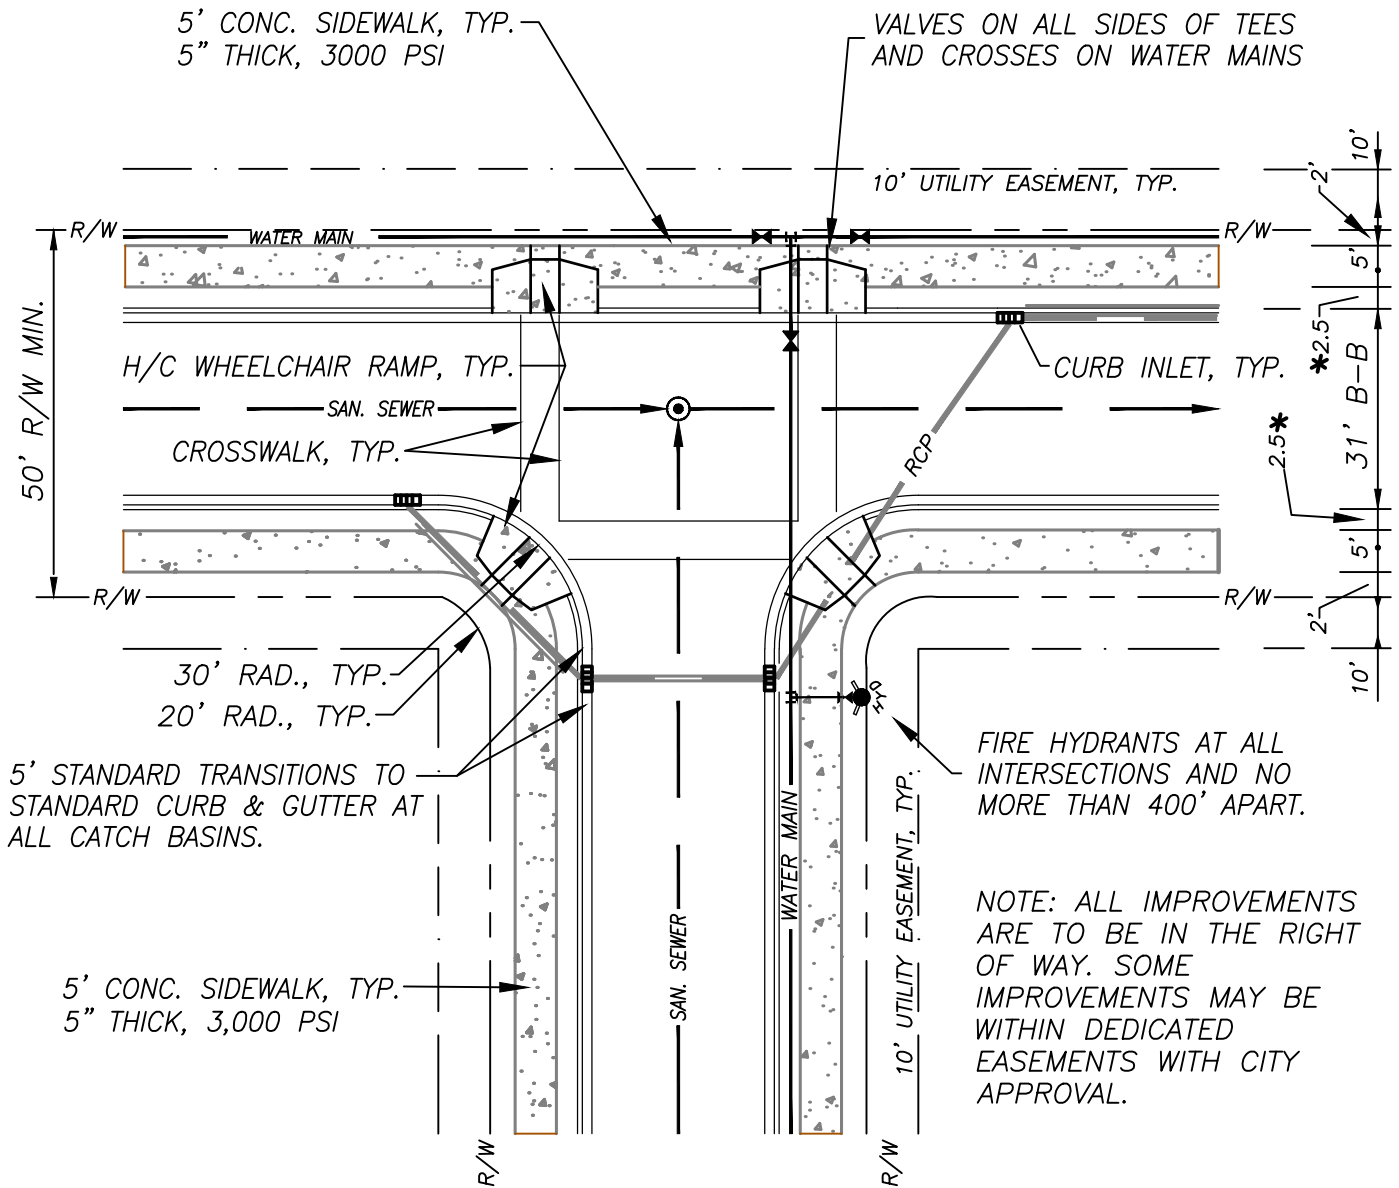 5' CONC. SIDEWALK, TYP.
5" THICK, 3000 PSI
VALVES ON ALL SIDES OF TEES
AND CROSSES ON WATER MAINS
10'
2'
10' UTILITY EASEMENT, TYP.
R/W
WATER MAIN
R/W
5'
50' R/W MIN.
*2.5
H/C WHEELCHAIR RAMP, TYP.
CURB INLET, TYP.
31' B-B
SAN. SEWER
2.5*
CROSSWALK, TYP.
RCP
5'
R/W
R/W
2'
30' RAD., TYP.
10'
20' RAD., TYP.
HYD
5' STANDARD TRANSITIONS TO
STANDARD CURB & GUTTER AT
ALL CATCH BASINS.
FIRE HYDRANTS AT ALL
INTERSECTIONS AND NO
MORE THAN 400' APART.
WATER MAIN
10' UTILITY EASEMENT, TYP.
SAN. SEWER
NOTE: ALL IMPROVEMENTS
ARE TO BE IN THE RIGHT
OF WAY. SOME
IMPROVEMENTS MAY BE
WITHIN DEDICATED
EASEMENTS WITH CITY
APPROVAL.
5' CONC. SIDEWALK, TYP.
5" THICK, 3,000 PSI
R/W
R/W